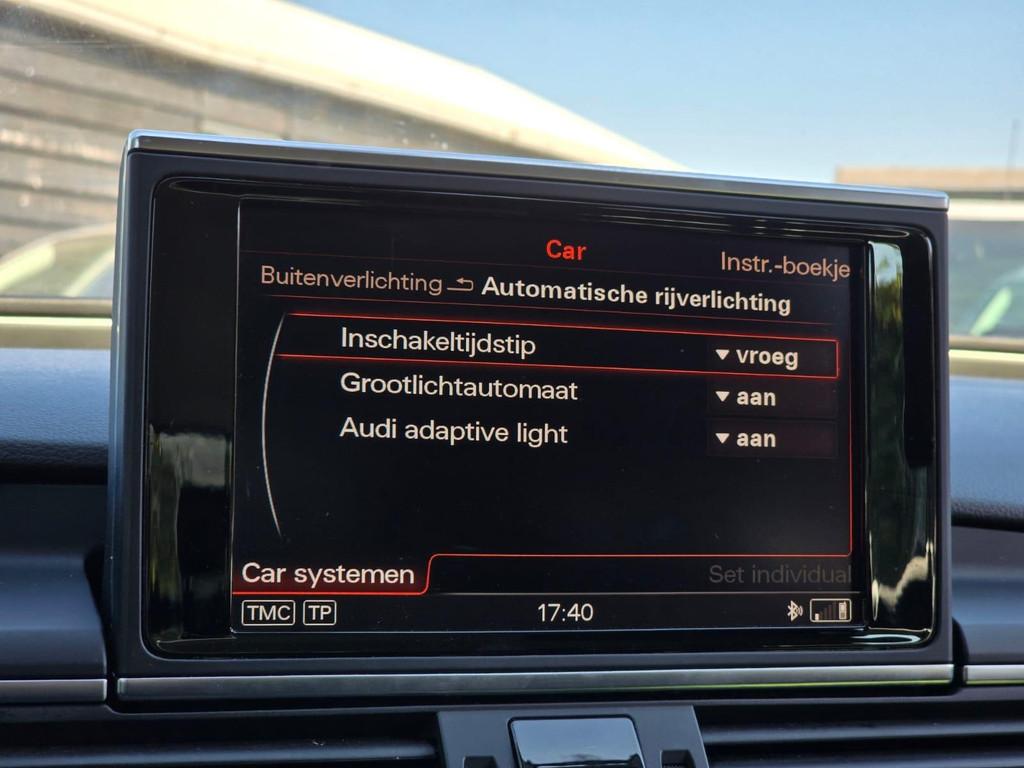 Car
Instr.-boekje
Buitenverlichting Automatische rijverlichting
Inschakeltijdstip vroeg
Grootlichtautomaat aan
Audi adaptive light aan
Car systemen Set individual
TMC TP 17:40